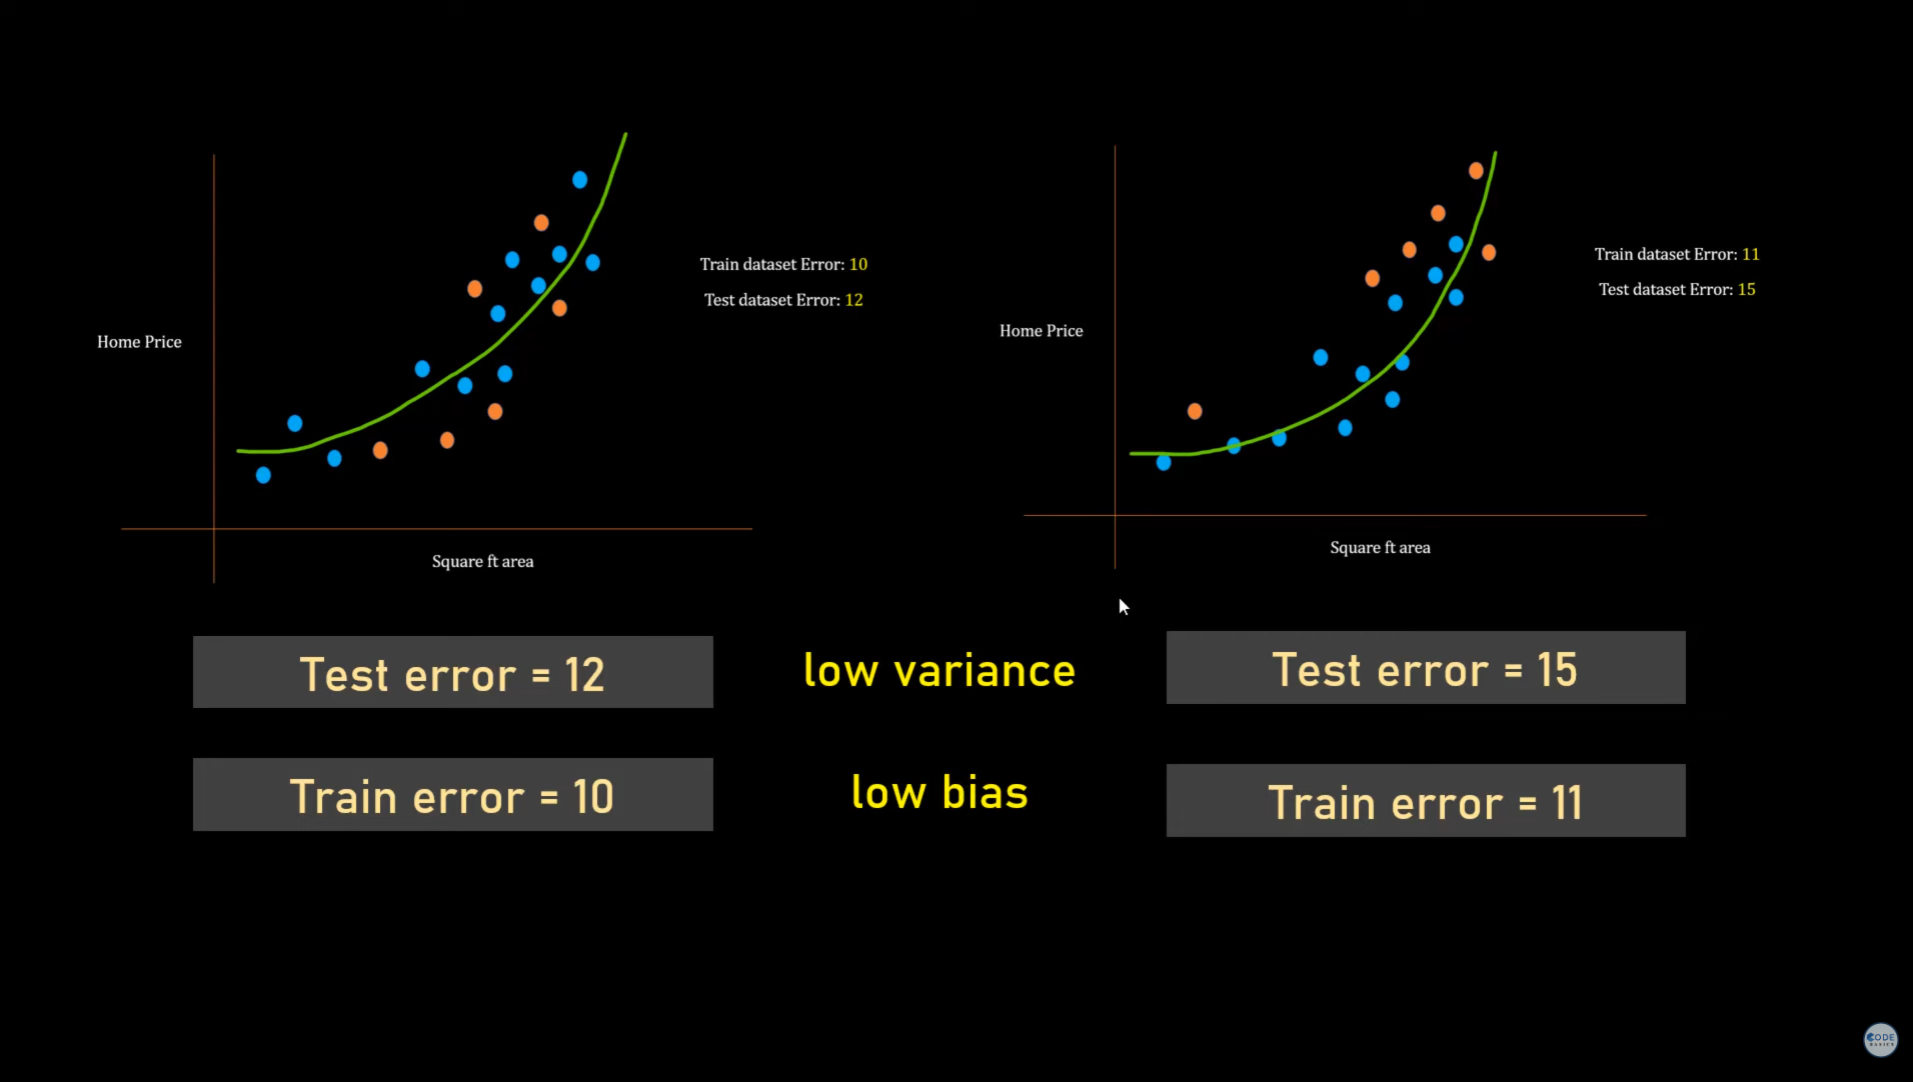 Train dataset Error: 10
Test dataset Error: 12
Home Price
Square ft area
Train dataset Error: 11
Test dataset Error: 15
Home Price
Square ft area
Test error = 12
low variance
Test error = 15
Train error = 10
low bias
Train error = 11
CODE
BASICS